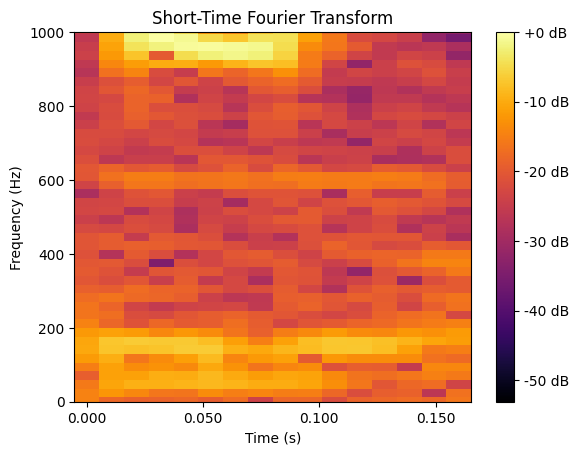 Short-Time Fourier Transform
1000
800
600
400
200
0
Frequency (Hz)
0.000
0.050
0.100
0.150
Time (s)
+0 dB
-10 dB
-20 dB
-30 dB
-40 dB
-50 dB